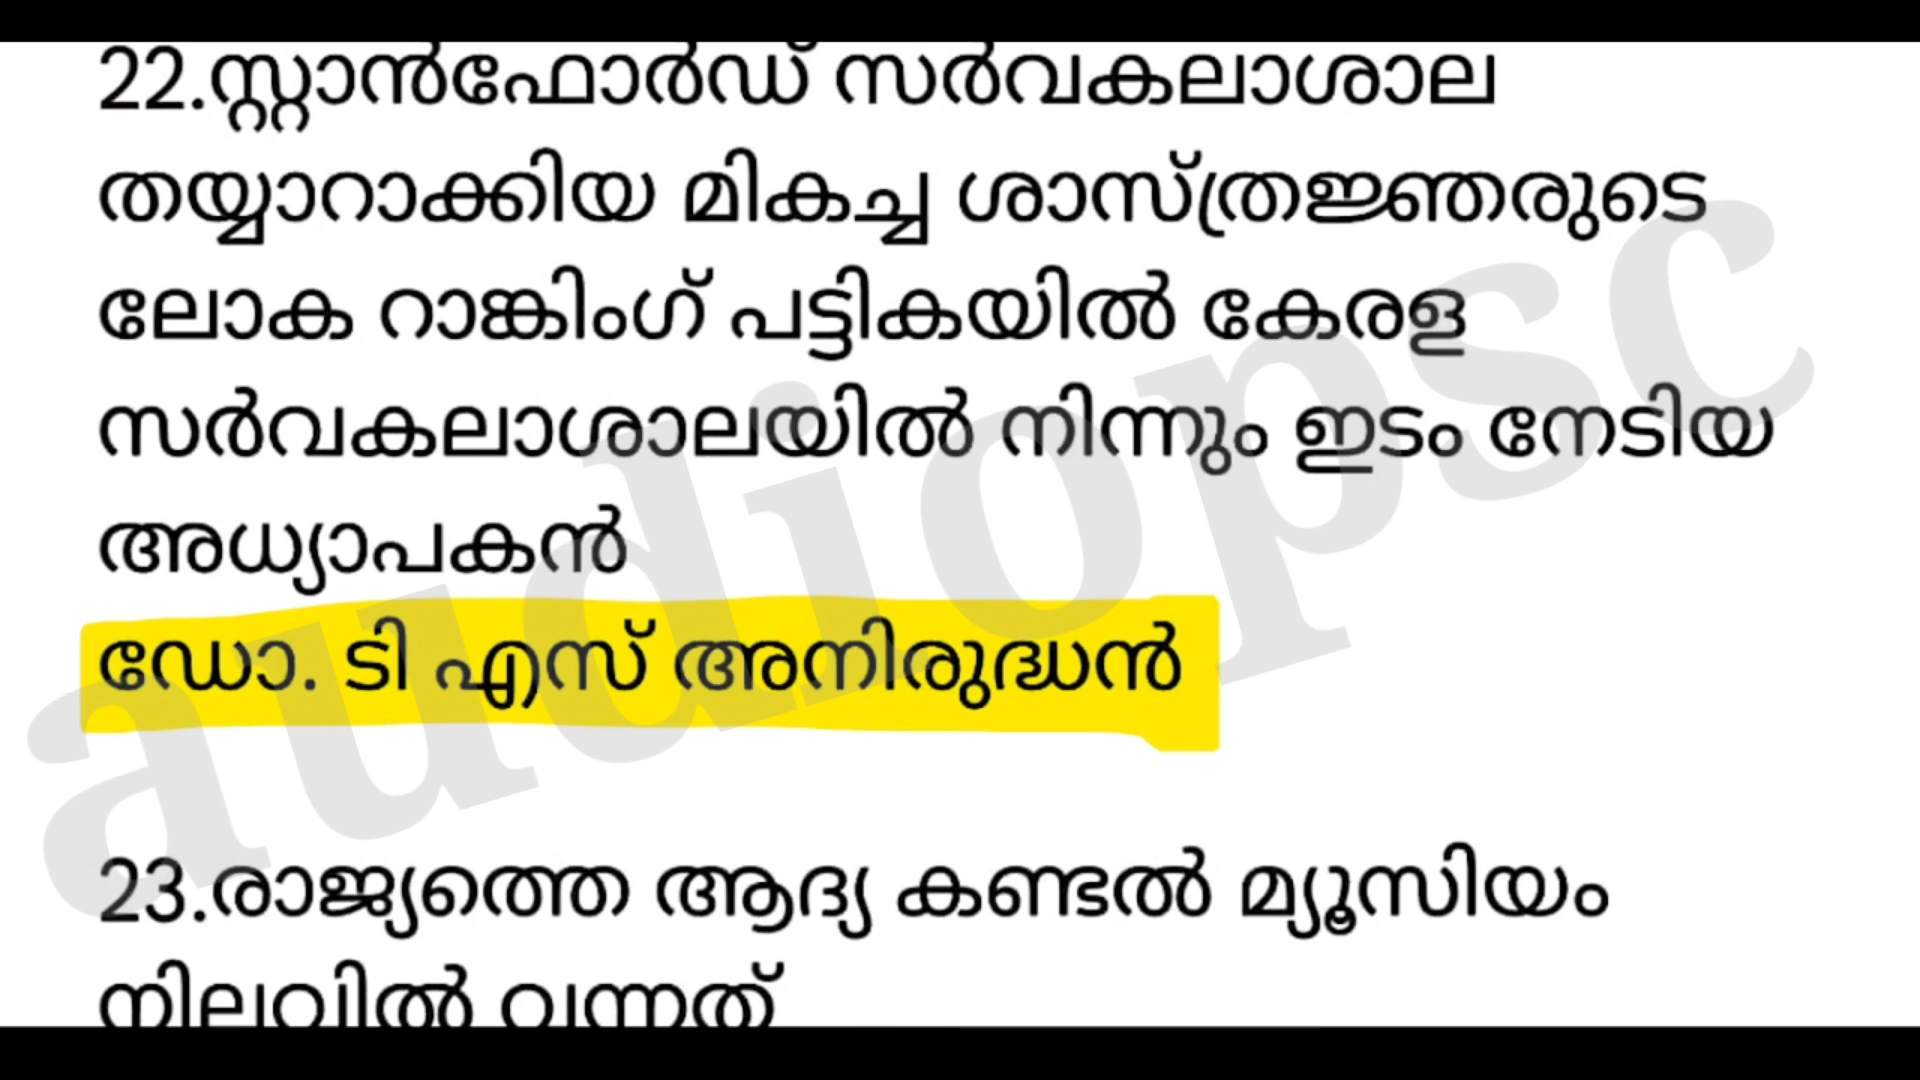 22.സ്റ്റാൻഫോർഡ് സർവകലാശാല
തയ്യാറാക്കിയ മികച്ച ശാസ്ത്രജ്ഞരുടെ
ലോക റാങ്കിംഗ് പട്ടികയിൽ കേരള
സർവകലാശാലയിൽ നിന്നും ഇടം നേടിയ
അധ്യാപകൻ
ഡോ. ടി എസ് അനിരുദ്ധൻ
23.രാജ്യത്തെ ആദ്യ കണ്ടൽ മ്യൂസിയം
നിലവിൽ വന്നത്
audiopsc